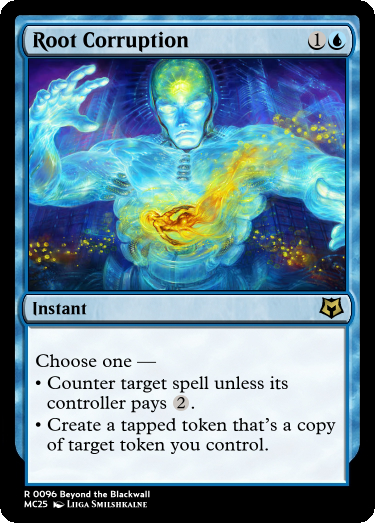 Root Corruption 1
Instant
Choose one —
• Counter target spell unless its
controller pays 2.
• Create a tapped token that's a copy
of target token you control.
R 0096 Beyond the Blackwall
MC25 Liiga Smilshkalne